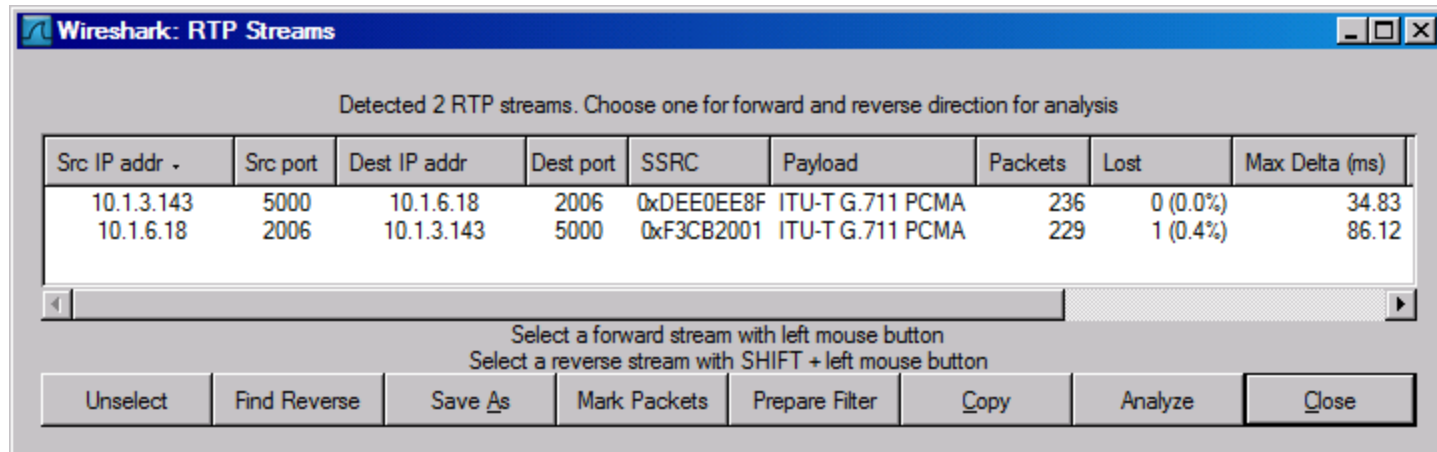 Wireshark: RTP Streams
Detected 2 RTP streams. Choose one for forward and reverse direction for analysis
Src IP addr Src port Dest IP addr Dest port SSRC Payload Packets Lost Max Delta (ms)
10.1.3.143 5000 10.1.6.18 2006 0xDEE0EE8F ITU-T G.711 PCMA 236 0 (0.0%) 34.83
10.1.6.18 2006 10.1.3.143 5000 0xF3CB2001 ITU-T G.711 PCMA 229 1 (0.4%) 86.12
Select a forward stream with left mouse button
Select a reverse stream with SHIFT + left mouse button
Unselect Find Reverse Save As Mark Packets Prepare Filter Copy Analyze Close